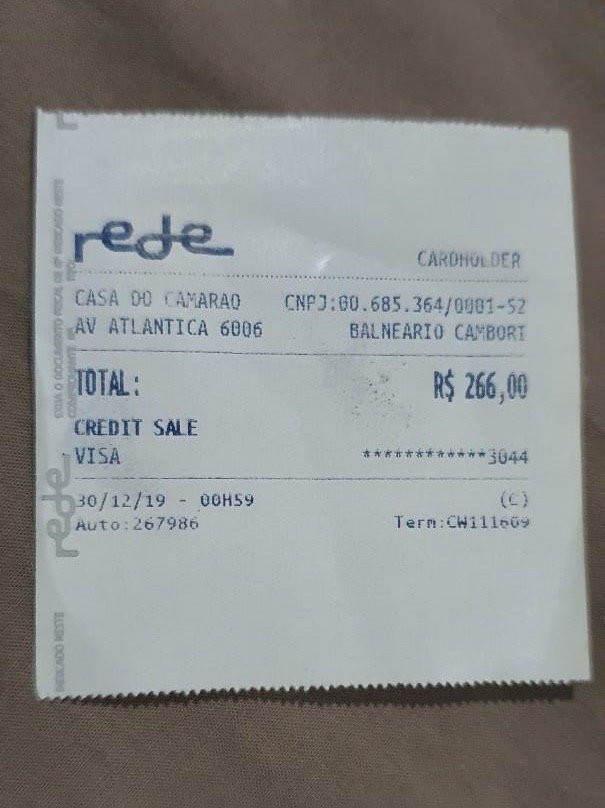 rede
CARDHOLDER
CASA DO CAMARAO CNPJ:00.685.364/0001-52
AV ATLANTICA 6006 BALNEARIO CAMBORI
TOTAL: R$ 266,00
CREDIT SALE
VISA ************3044
30/12/19 - 00H59 (C)
Auto:267986 Term:CW111609
rede